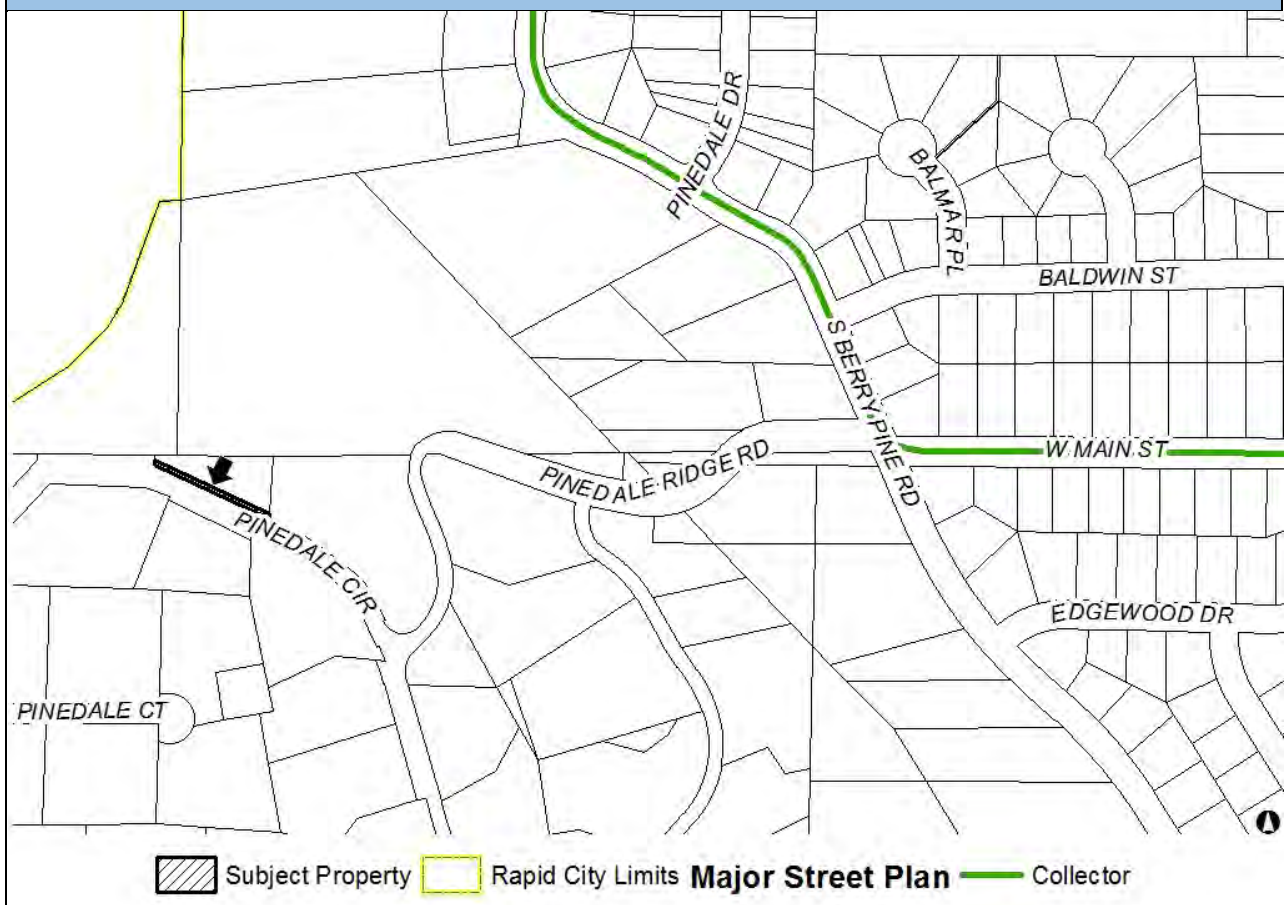 PINEDALE DR
BALMAR PL
BALDWIN ST
S BERRY PINE RD
W MAIN ST
PINEDALE RIDGE RD
PINEDALE CIR
EDGEWOOD DR
PINEDALE CT
Subject Property Rapid City Limits Major Street Plan Collector